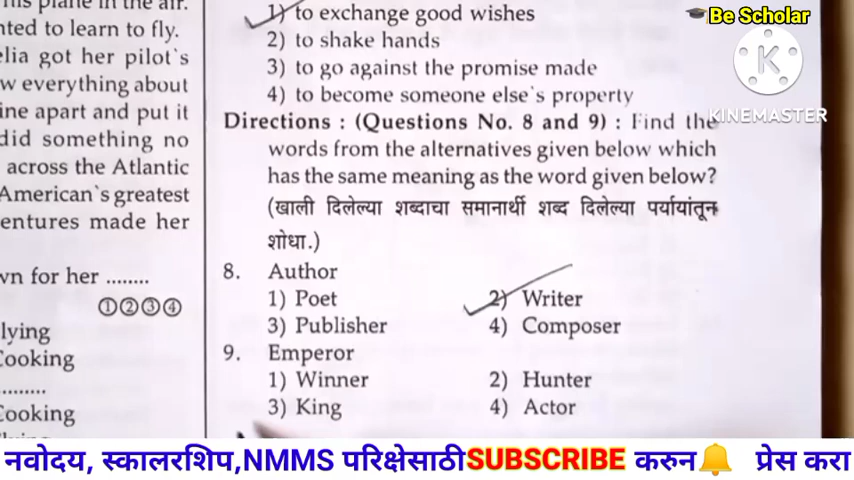 his plane in the air.
nted to learn to fly.
elia got her pilot's
w everything about
ine apart and put it
did something no
across the Atlantic
American's greatest
entures made her
wn for her ........
①②③④
lying
Cooking
.........
Cooking
1) to exchange good wishes
2) to shake hands
3) to go against the promise made
4) to become someone else's property
Directions : (Questions No. 8 and 9) : Find the
words from the alternatives given below which
has the same meaning as the word given below?
(खाली दिलेल्या शब्दाचा समानार्थी शब्द दिलेल्या पर्यायांतून
शोधा.)
8. Author
1) Poet 2) Writer
3) Publisher 4) Composer
9. Emperor
1) Winner 2) Hunter
3) King 4) Actor
Be Scholar
K
KINEMASTER
नवोदय, स्कालरशिप,NMMS परिक्षेसाठी SUBSCRIBE करुन🔔 प्रेस करा